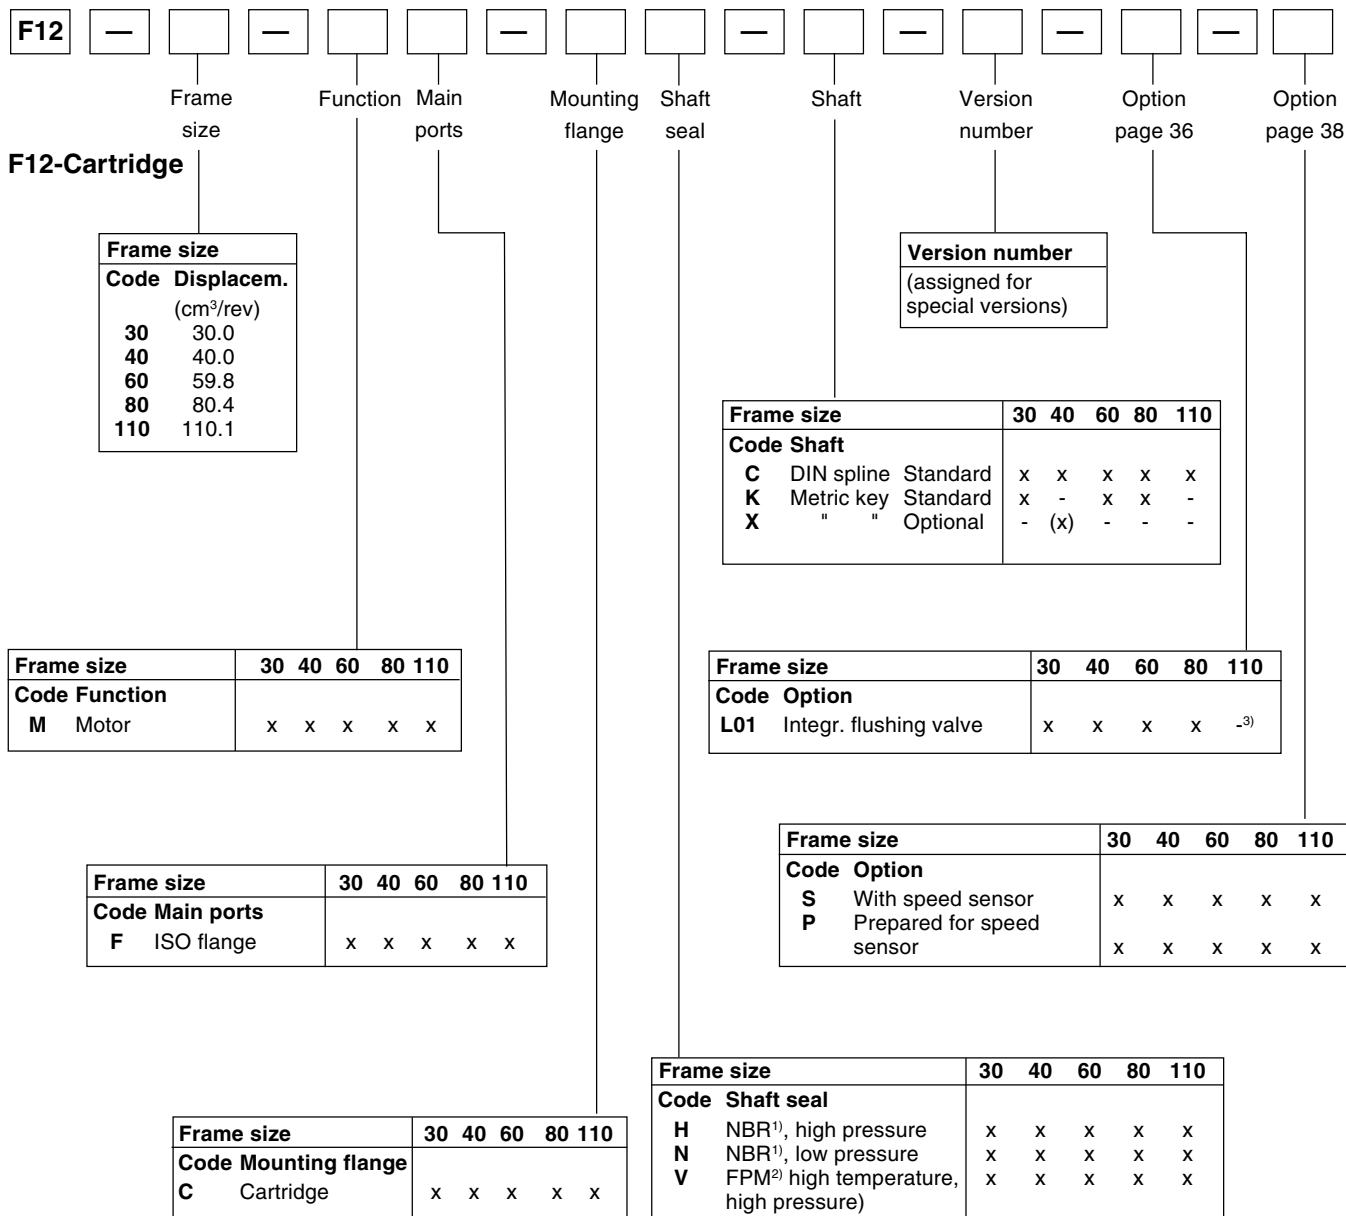 F12 — — — — — — —
Frame size Function Main ports Mounting flange Shaft seal Shaft Version number Option page 36 Option page 38
F12-Cartridge
Frame size
Code Displacem.
(cm³/rev)
30 30.0
40 40.0
60 59.8
80 80.4
110 110.1
Version number
(assigned for
special versions)
Frame size 30 40 60 80 110
Code Shaft
C DIN spline Standard x x x x x
K Metric key Standard x - x x -
X " " Optional - (x) - - -
Frame size 30 40 60 80 110
Code Function
M Motor x x x x x
Frame size 30 40 60 80 110
Code Option
L01 Integr. flushing valve x x x x -3)
Frame size 30 40 60 80 110
Code Main ports
F ISO flange x x x x x
Frame size 30 40 60 80 110
Code Option
S With speed sensor x x x x x
P Prepared for speed
sensor x x x x x
Frame size 30 40 60 80 110
Code Mounting flange
C Cartridge x x x x x
Frame size 30 40 60 80 110
Code Shaft seal
H NBR1), high pressure x x x x x
N NBR1), low pressure x x x x x
V FPM2) high temperature, x x x x x
high pressure)